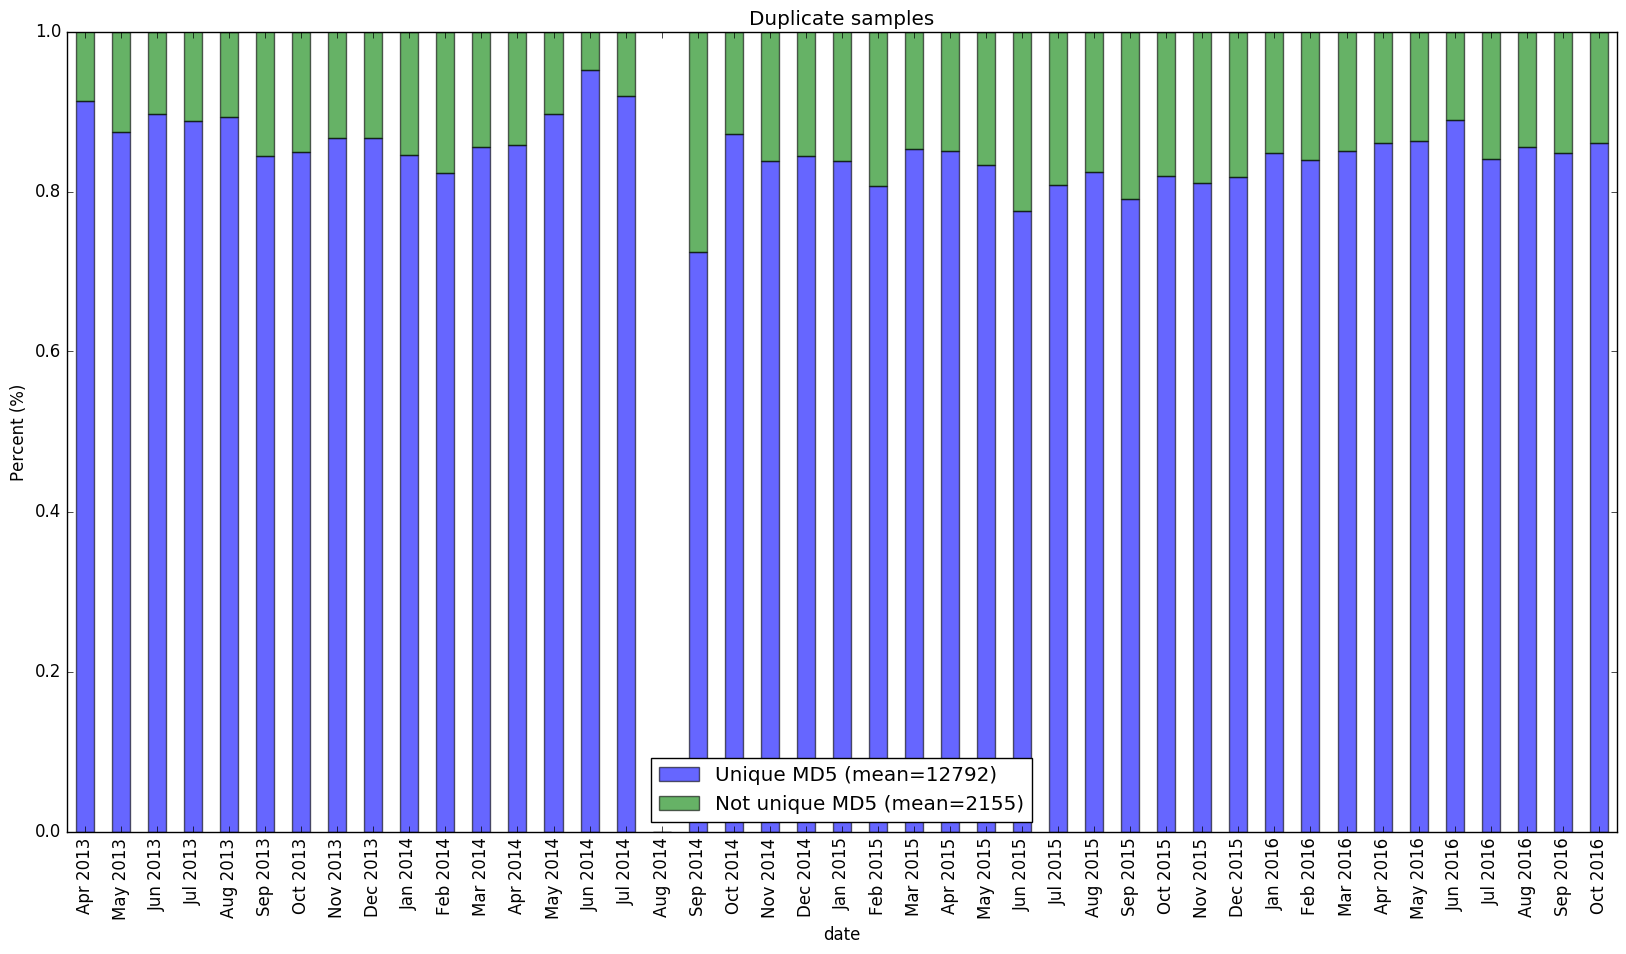 Duplicate samples
1.0
0.8
0.6
0.4
0.2
0.0
Percent (%)
Unique MD5 (mean=12792)
Not unique MD5 (mean=2155)
Apr 2013
May 2013
Jun 2013
Jul 2013
Aug 2013
Sep 2013
Oct 2013
Nov 2013
Dec 2013
Jan 2014
Feb 2014
Mar 2014
Apr 2014
May 2014
Jun 2014
Jul 2014
Aug 2014
Sep 2014
Oct 2014
Nov 2014
Dec 2014
Jan 2015
Feb 2015
Mar 2015
Apr 2015
May 2015
Jun 2015
Jul 2015
Aug 2015
Sep 2015
Oct 2015
Nov 2015
Dec 2015
Jan 2016
Feb 2016
Mar 2016
Apr 2016
May 2016
Jun 2016
Jul 2016
Aug 2016
Sep 2016
Oct 2016
date